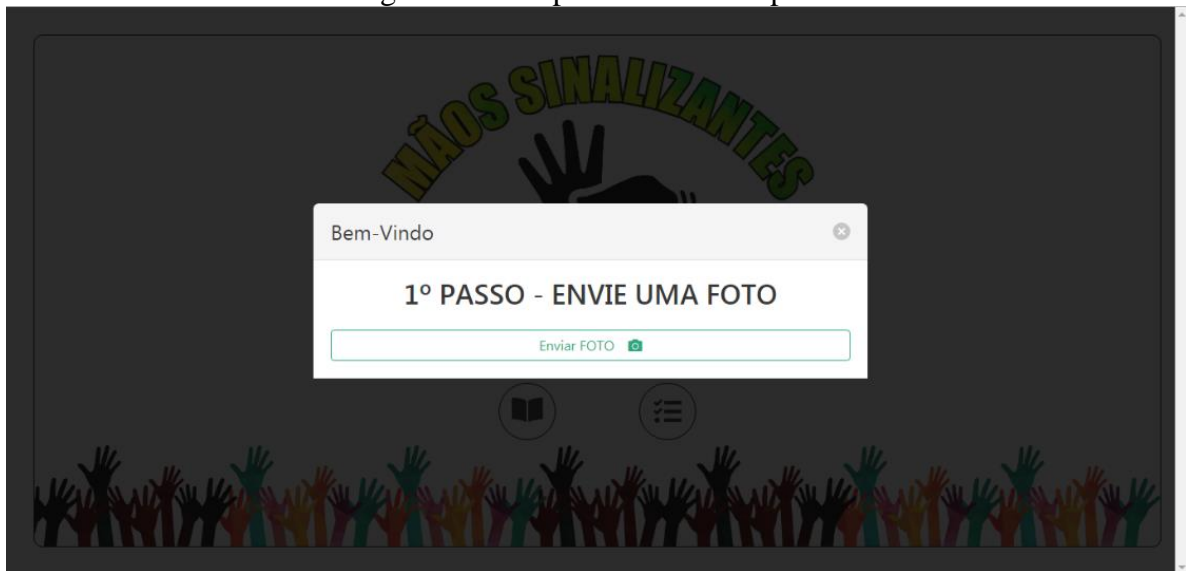 MÃOS SINALIZANTES
Bem-Vindo
1º PASSO - ENVIE UMA FOTO
Enviar FOTO